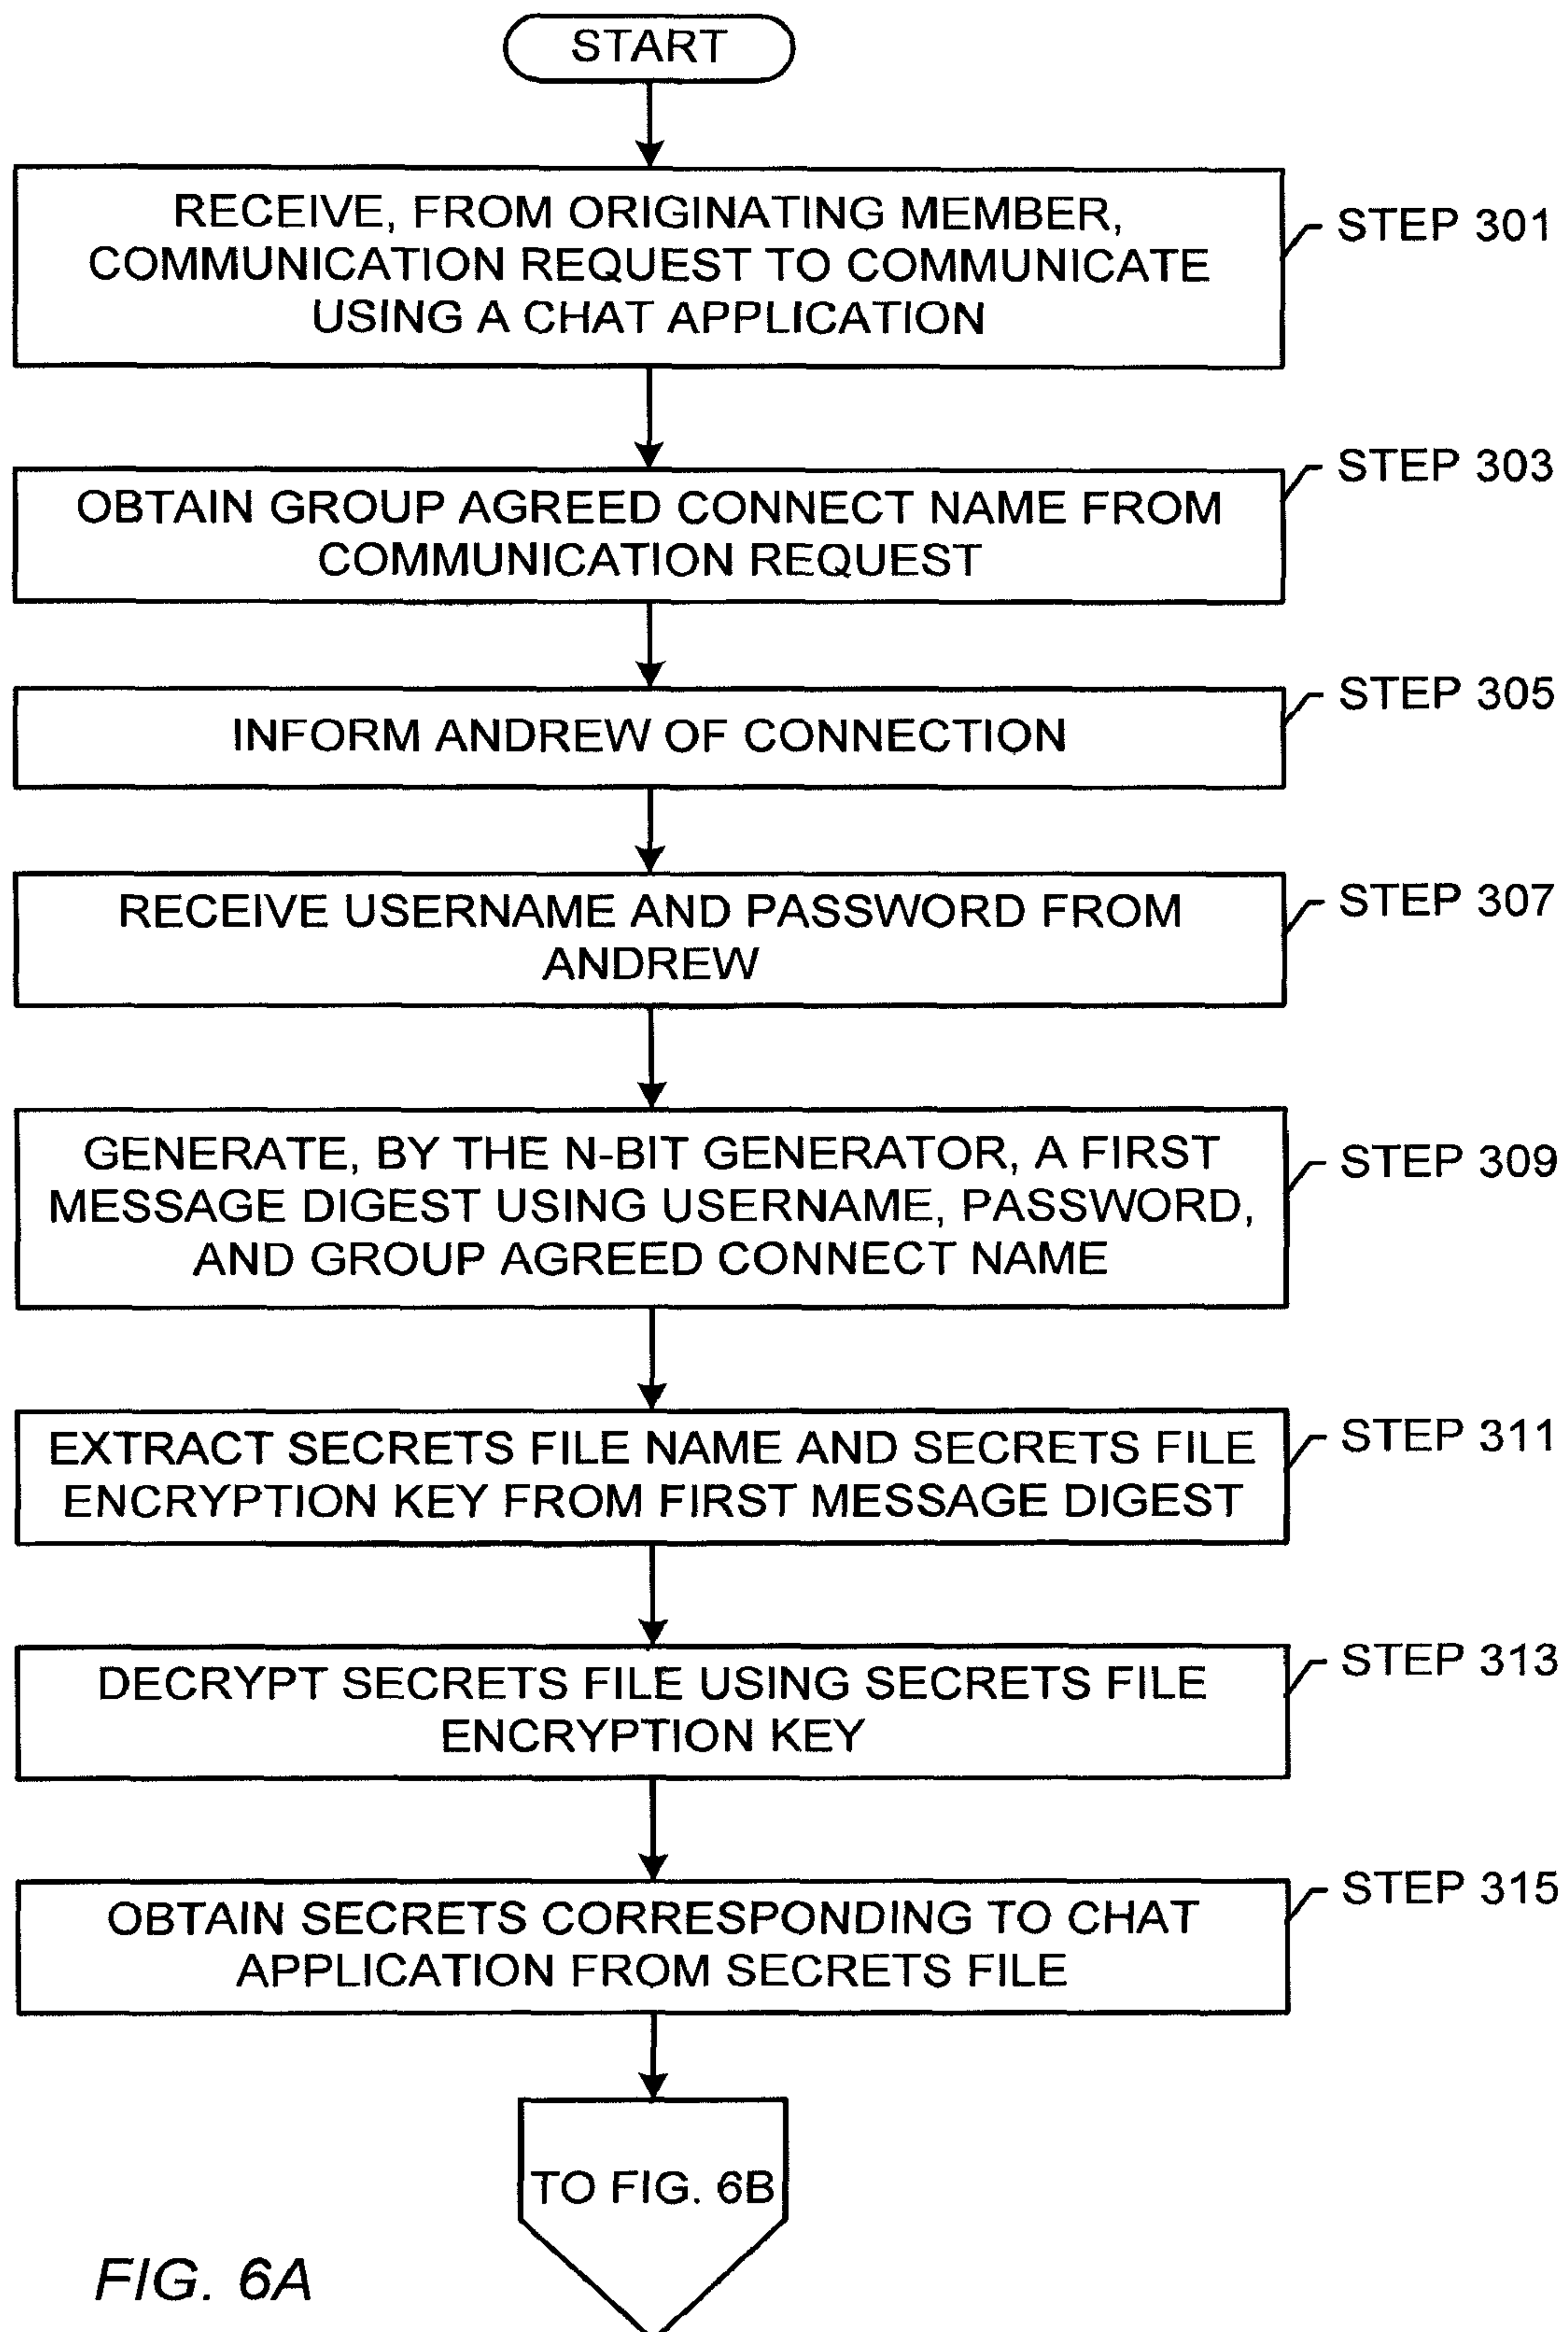 START
RECEIVE, FROM ORIGINATING MEMBER,
COMMUNICATION REQUEST TO COMMUNICATE
USING A CHAT APPLICATION
STEP 301
OBTAIN GROUP AGREED CONNECT NAME FROM
COMMUNICATION REQUEST
STEP 303
INFORM ANDREW OF CONNECTION
STEP 305
RECEIVE USERNAME AND PASSWORD FROM
ANDREW
STEP 307
GENERATE, BY THE N-BIT GENERATOR, A FIRST
MESSAGE DIGEST USING USERNAME, PASSWORD,
AND GROUP AGREED CONNECT NAME
STEP 309
EXTRACT SECRETS FILE NAME AND SECRETS FILE
ENCRYPTION KEY FROM FIRST MESSAGE DIGEST
STEP 311
DECRYPT SECRETS FILE USING SECRETS FILE
ENCRYPTION KEY
STEP 313
OBTAIN SECRETS CORRESPONDING TO CHAT
APPLICATION FROM SECRETS FILE
STEP 315
TO FIG. 6B
FIG. 6A